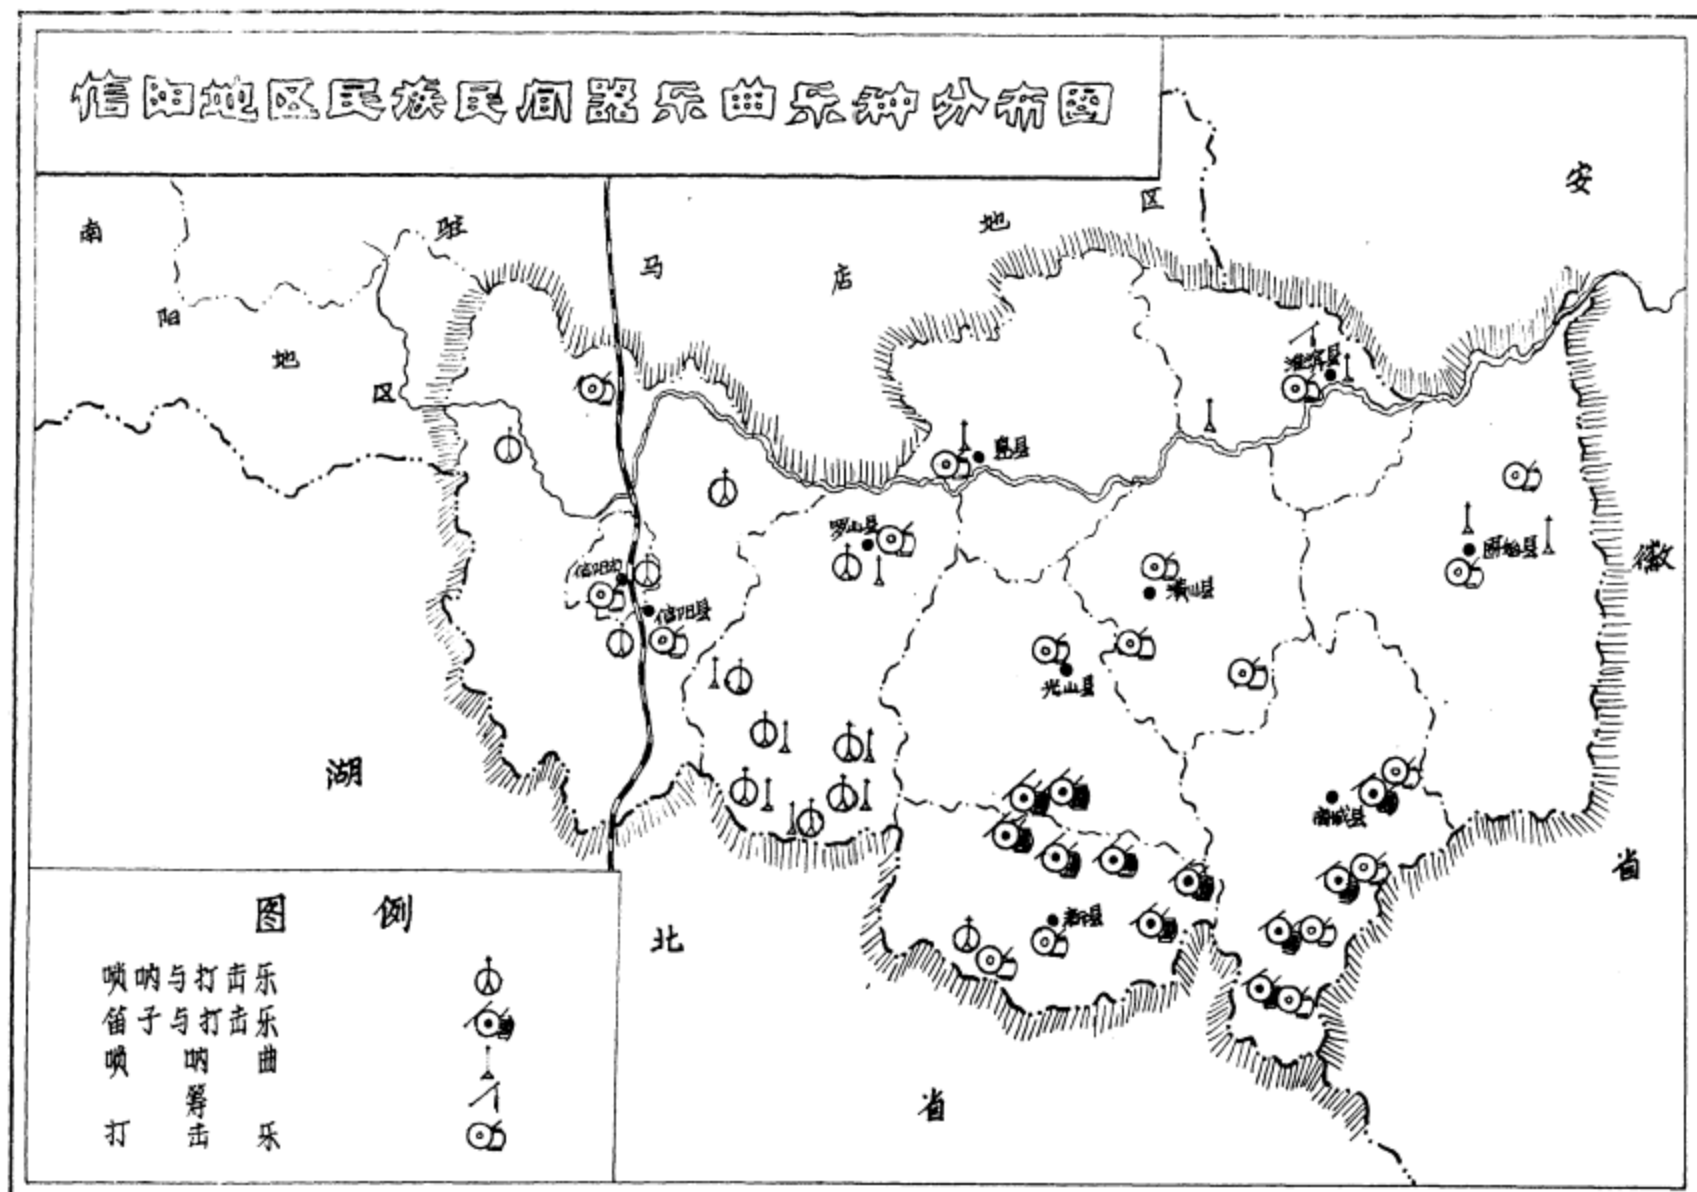 信阳地区民族民间器乐曲乐种分布图
南阳地区
驻马店地区
安徽省
湖北省
淮滨县
息县
罗山县
固始县
信阳市
潢川县
信阳县
光山县
商城县
新县
图例
唢呐与打击乐
笛子与打击乐
唢呐曲
筹
打击乐